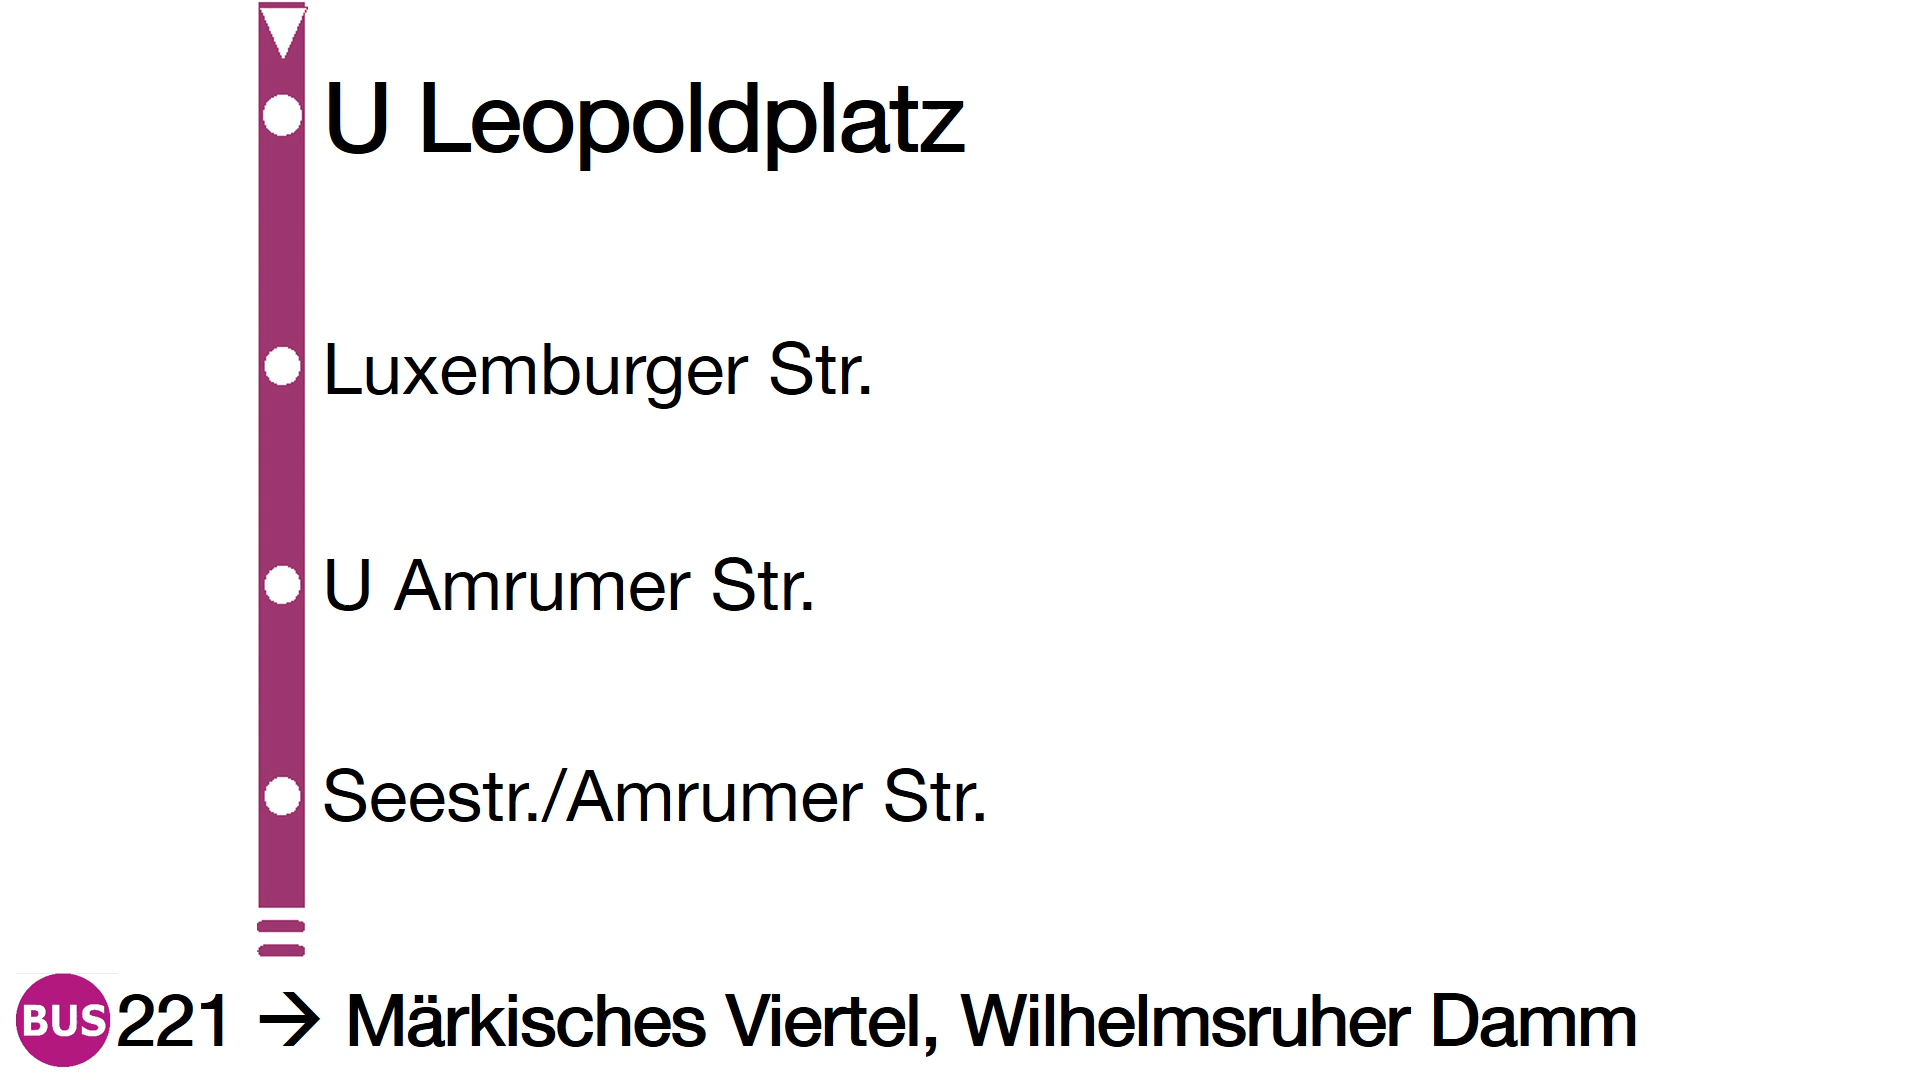 U Leopoldplatz
Luxemburger Str.
U Amrumer Str.
Seestr./Amrumer Str.
BUS 221 → Märkisches Viertel, Wilhelmsruher Damm